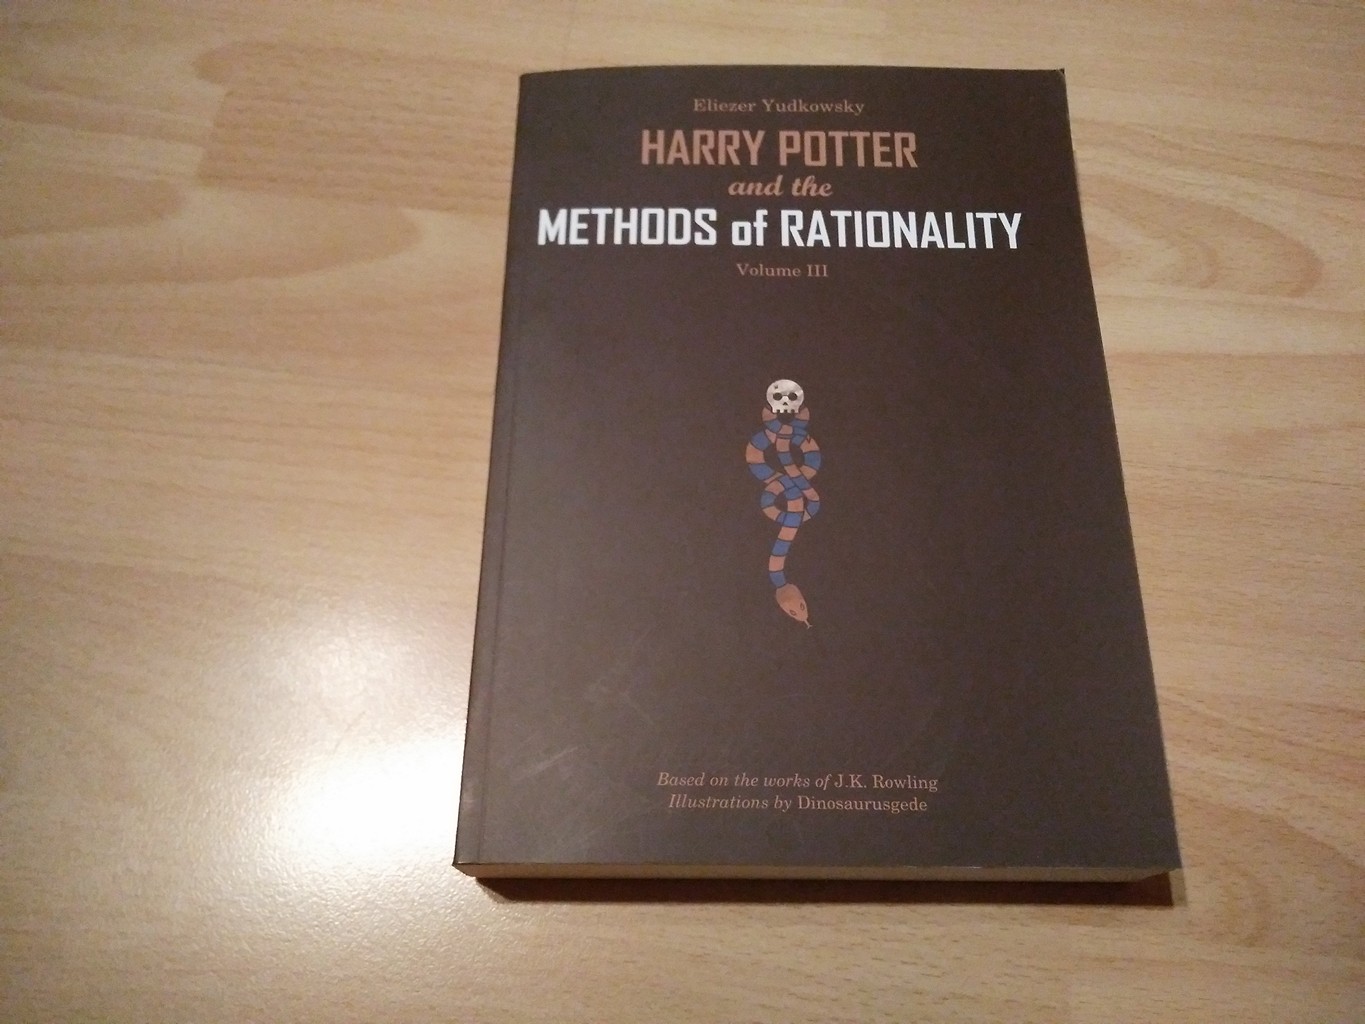 Eliezer Yudkowsky
HARRY POTTER
and the
METHODS of RATIONALITY
Volume III
Based on the works of J.K. Rowling
Illustrations by Dinosaurusgede